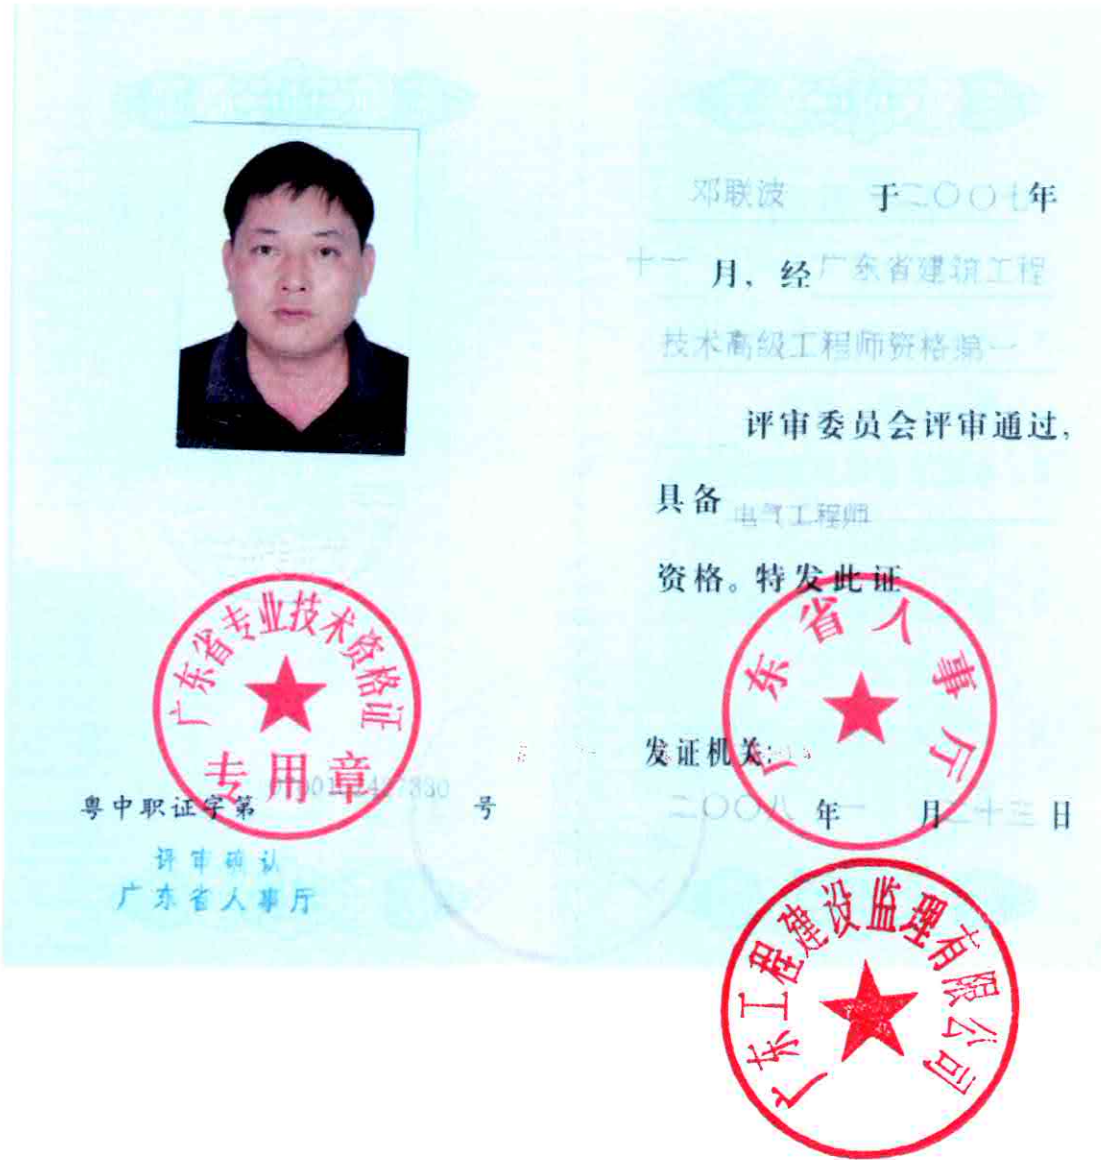 广东省专业技术资格证
专用章
粤中职证字第 号
评审确认
广东省人事厅
邓联波 于二〇〇七年
十一月，经广东省建筑工程
技术高级工程师资格第一
评审委员会评审通过，
具备 电气工程师
资格。特发此证
广东省人事厅
发证机关：
二〇〇八年一月二十三日
广东工程建设监理有限公司